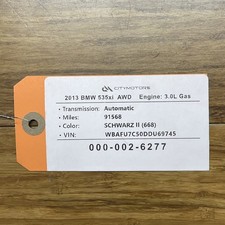 CITYMOTORS
2013 BMW 535xi AWD Engine: 3.0L Gas
• Transmission: Automatic
• Miles: 91568
• Color: SCHWARZ II (668)
• VIN: WBAFU7C50DDU69745
000-002-6277